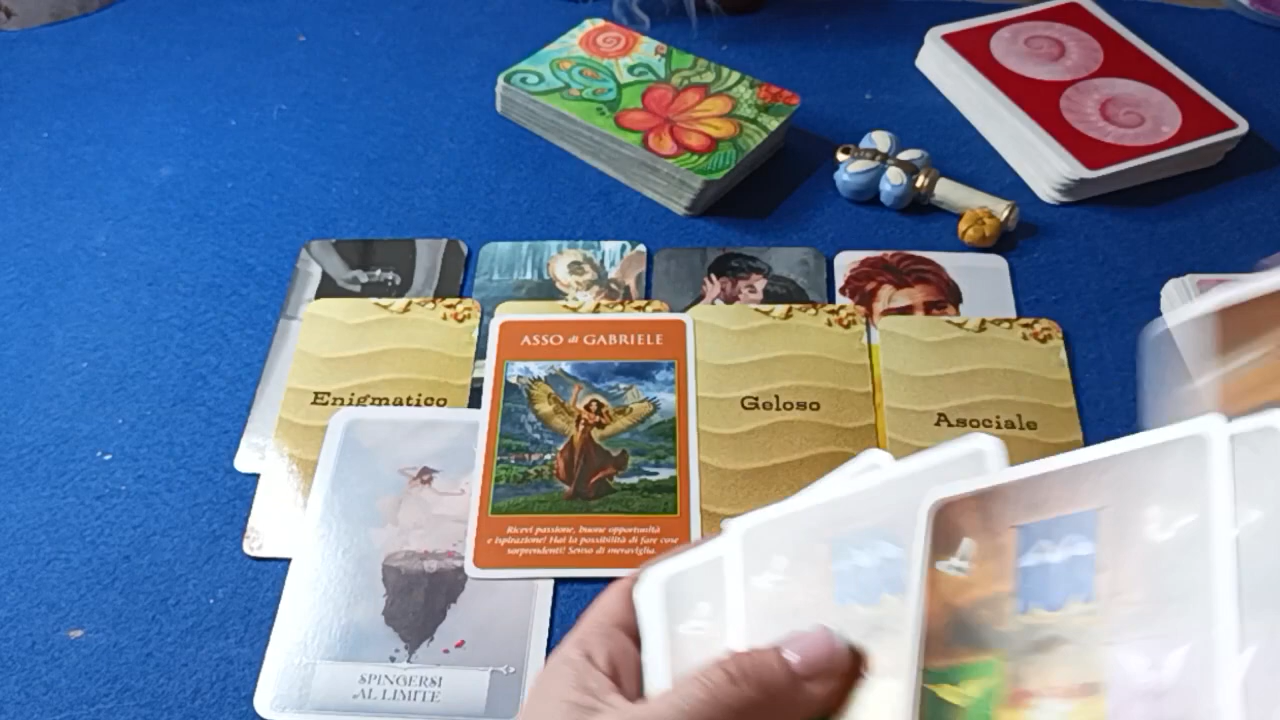 ASSO di GABRIELE
Ricevi passione, buone opportunità
e ispirazione! Hai la possibilità di fare cose
sorprendenti! Senso di meraviglia.
Enigmatico
Geloso
Asociale
SPINGERSI
AL LIMITE